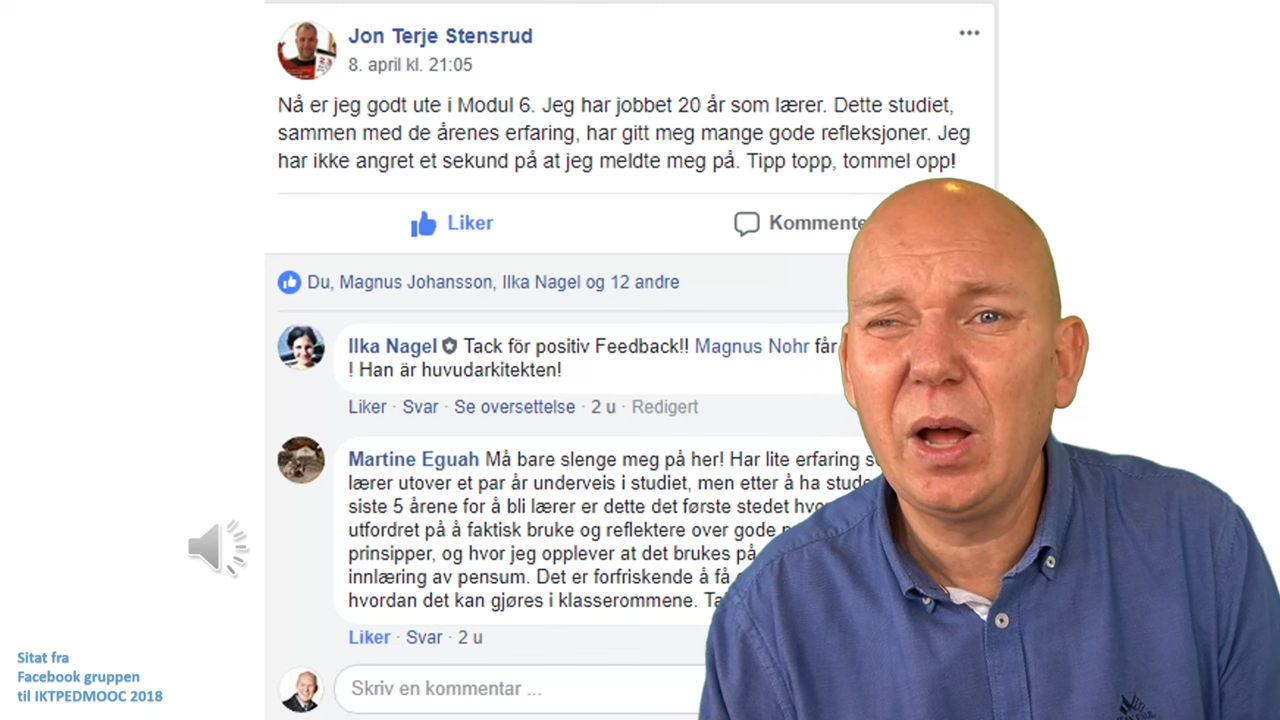 Jon Terje Stensrud
8. april kl. 21:05
Nå er jeg godt ute i Modul 6. Jeg har jobbet 20 år som lærer. Dette studiet,
sammen med de årenes erfaring, har gitt meg mange gode refleksjoner. Jeg
har ikke angret et sekund på at jeg meldte meg på. Tipp topp, tommel opp!
Liker
Kommente
Du, Magnus Johansson, Ilka Nagel og 12 andre
Ilka Nagel Tack för positiv Feedback!! Magnus Nohr får
! Han är huvudarkitekten!
Liker · Svar · Se oversettelse · 2 u · Redigert
Martine Eguah Må bare slenge meg på her! Har lite erfaring
lærer utover et par år underveis i studiet, men etter å ha stude
siste 5 årene for å bli lærer er dette det første stedet hvo
utfordret på å faktisk bruke og reflektere over gode
prinsipper, og hvor jeg opplever at det brukes på
innlæring av pensum. Det er forfriskende å få
hvordan det kan gjøres i klasserommene.
Liker · Svar · 2 u
Skriv en kommentar ...
Sitat fra
Facebook gruppen
til IKTPEDMOOC 2018